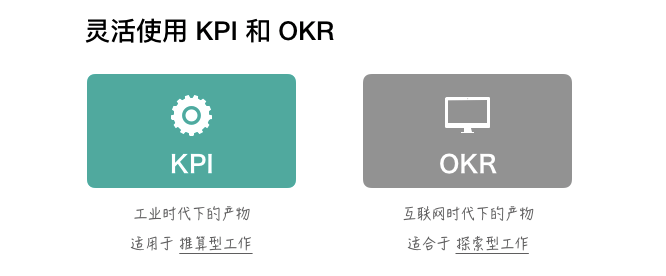 灵活使用 KPI 和 OKR
KPI
OKR
工业时代下的产物
互联网时代下的产物
适用于 推算型工作
适合于 探索型工作